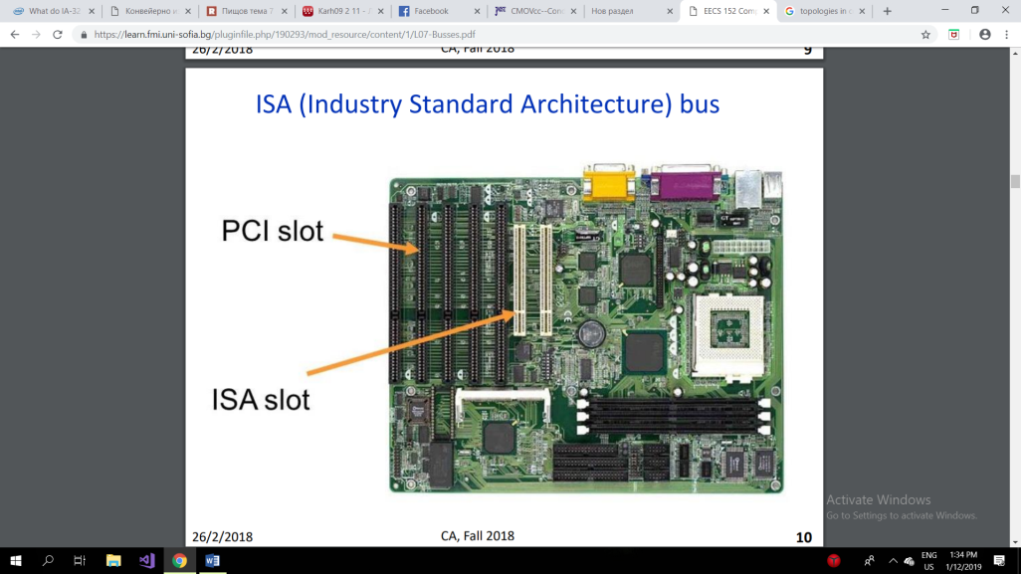 What do IA-32
Конвейерно и
Пищов тема 7
Karh09 2 11 -
Facebook
CMOVcc--Con
Нов раздел
EECS 152 Com
topologies in c
https://learn.fmi.uni-sofia.bg/pluginfile.php/190293/mod_resource/content/1/L07-Busses.pdf
26/2/2018 CA, Fall 2018 9
ISA (Industry Standard Architecture) bus
PCI slot
ISA slot
Activate Windows
Go to Settings to activate Windows.
26/2/2018 CA, Fall 2018 10
ENG 1:34 PM
US 1/12/2019